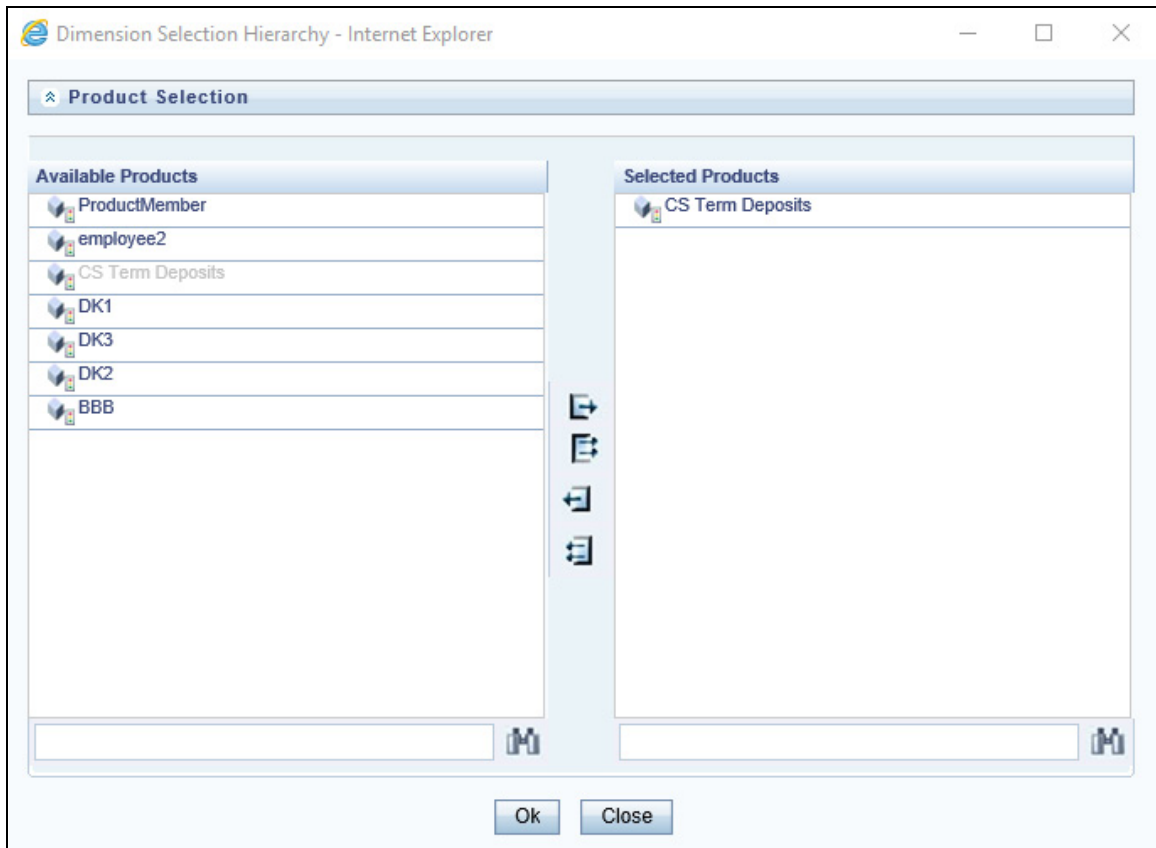 Dimension Selection Hierarchy - Internet Explorer
Product Selection
Available Products
ProductMember
employee2
CS Term Deposits
DK1
DK3
DK2
BBB
Selected Products
CS Term Deposits
Ok
Close